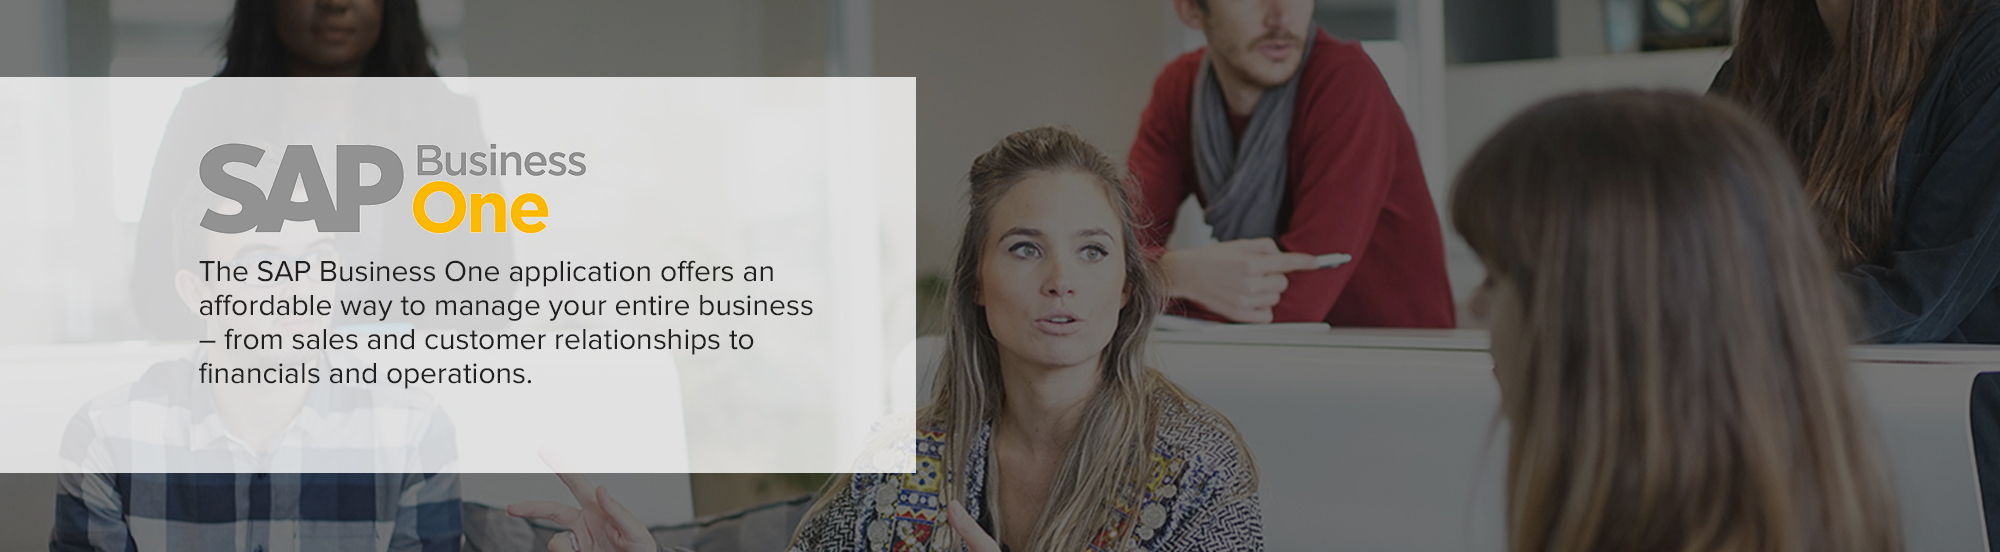 SAP Business
One
The SAP Business One application offers an
affordable way to manage your entire business
– from sales and customer relationships to
financials and operations.